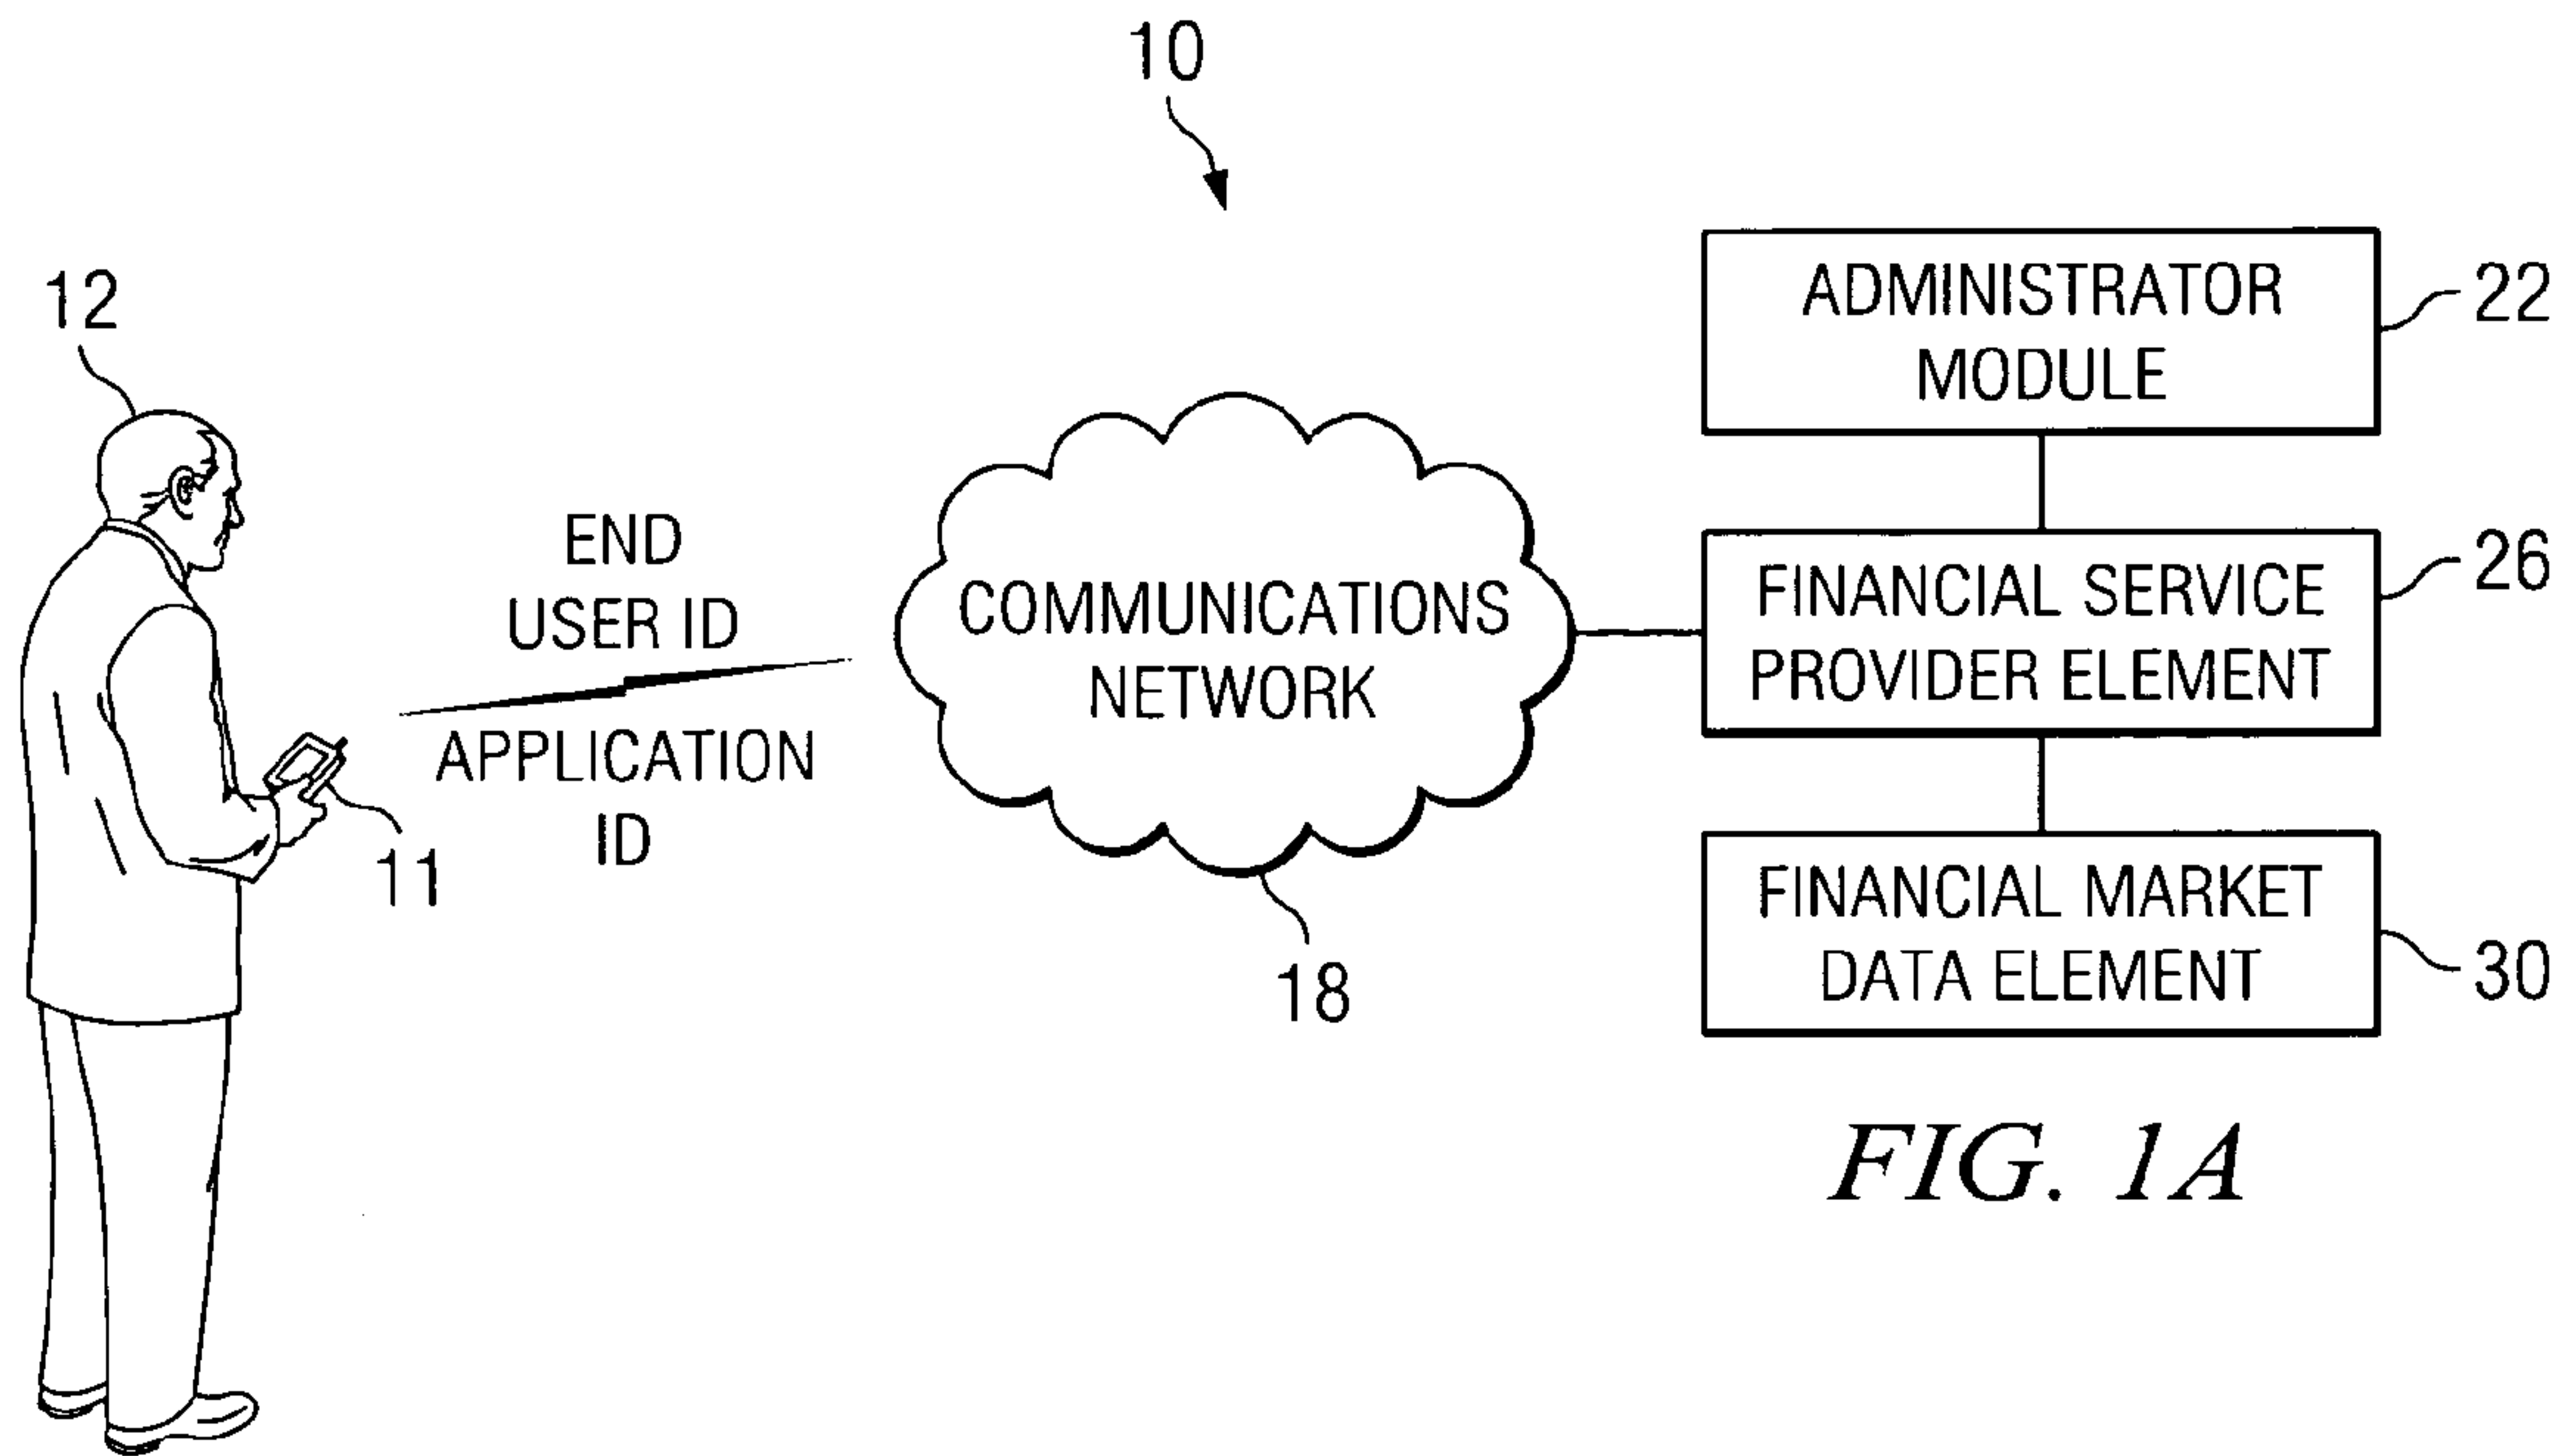 10
12
END
USER ID
APPLICATION
ID
11
COMMUNICATIONS
NETWORK
18
ADMINISTRATOR
MODULE
22
FINANCIAL SERVICE
PROVIDER ELEMENT
26
FINANCIAL MARKET
DATA ELEMENT
30
FIG. 1A